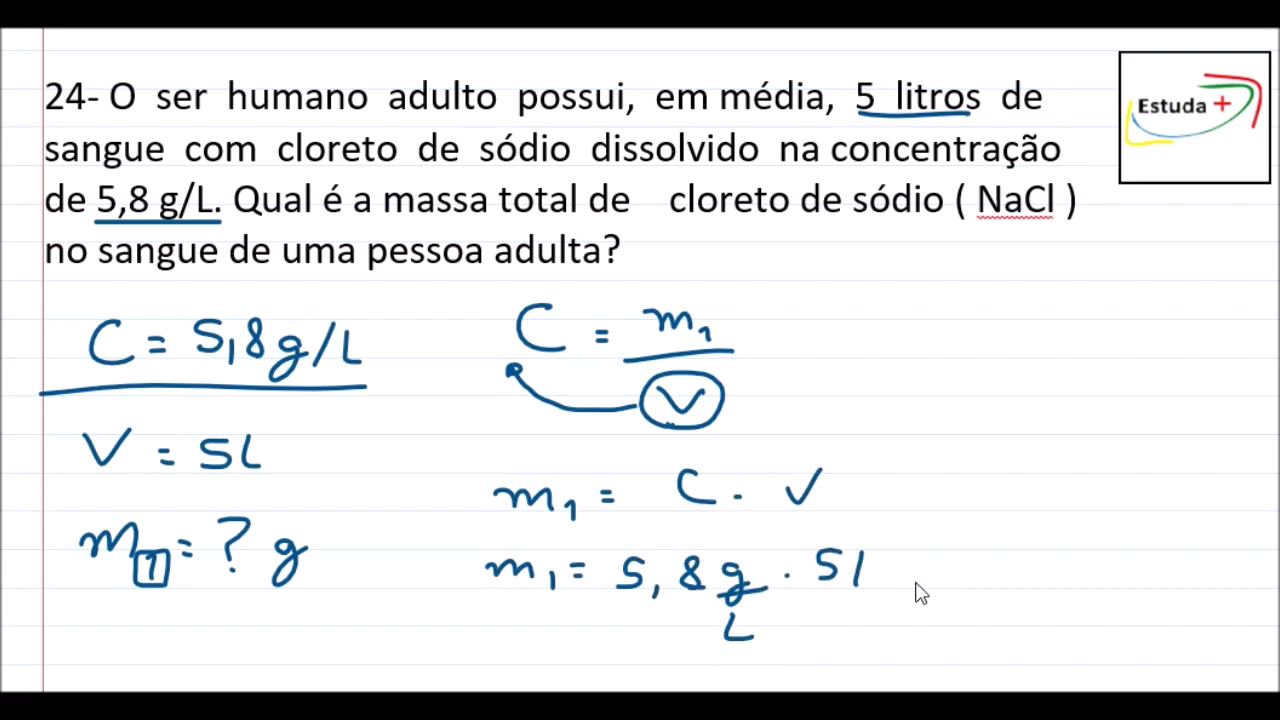 24- O ser humano adulto possui, em média, 5 litros de
sangue com cloreto de sódio dissolvido na concentração
de 5,8 g/L. Qual é a massa total de cloreto de sódio ( NaCl )
no sangue de uma pessoa adulta?
Estuda +
C = 5,8g/L
V = 5L
m1 = ? g
C = m1
V
m1 = C . V
m1 = 5,8 g . 5l
L